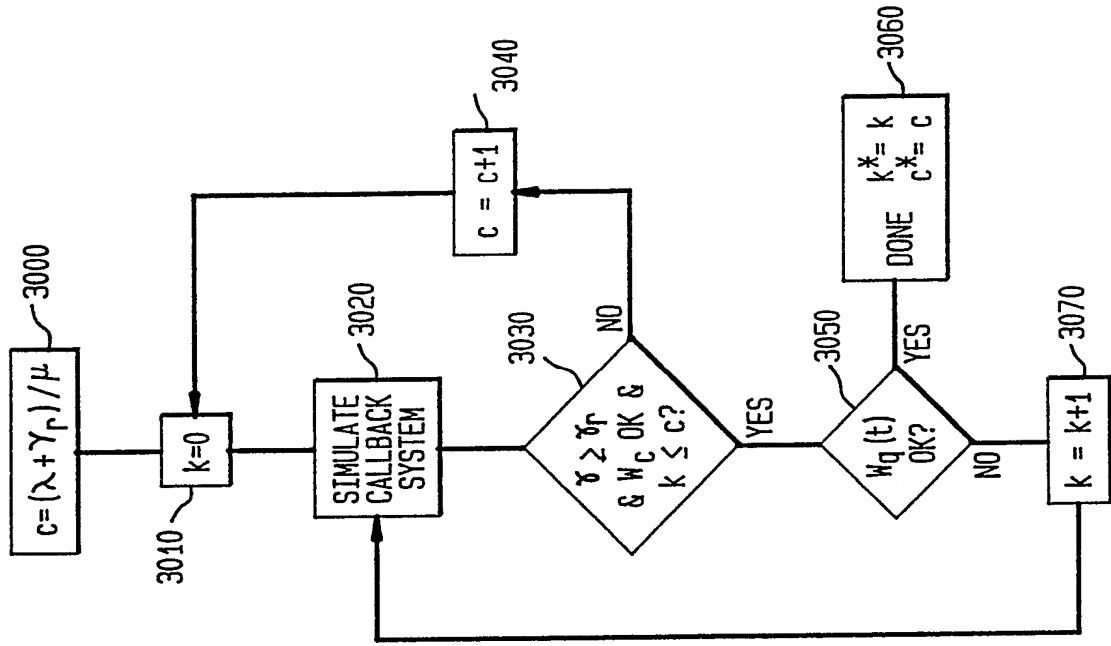 c=(λ+γr)/μ
3000
k=0
3010
SIMULATE
CALLBACK
SYSTEM
3020
γ ≥ γr
& Wc OK &
k ≤ c?
3030
NO
c = c+1
3040
YES
Wq(t)
OK?
3050
YES
DONE k*= k
c*= c
3060
NO
k = k+1
3070